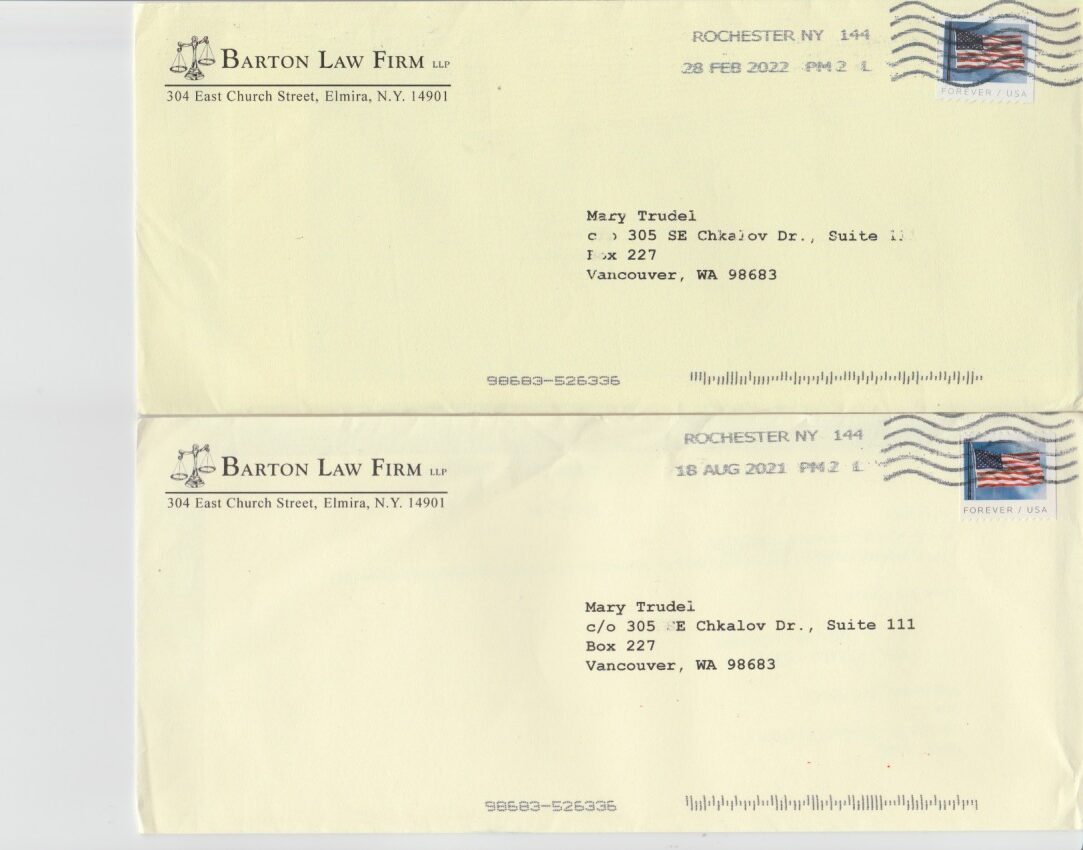 BARTON LAW FIRM LLP
304 East Church Street, Elmira, N.Y. 14901
ROCHESTER NY 144
28 FEB 2022 PM 2 L
FOREVER / USA
Mary Trudel
305 SE Chkalov Dr., Suite
Box 227
Vancouver, WA 98683
98683-526336
BARTON LAW FIRM LLP
304 East Church Street, Elmira, N.Y. 14901
ROCHESTER NY 144
18 AUG 2021 PM 2 L
FOREVER / USA
Mary Trudel
c/o 305 SE Chkalov Dr., Suite 111
Box 227
Vancouver, WA 98683
98683-526336